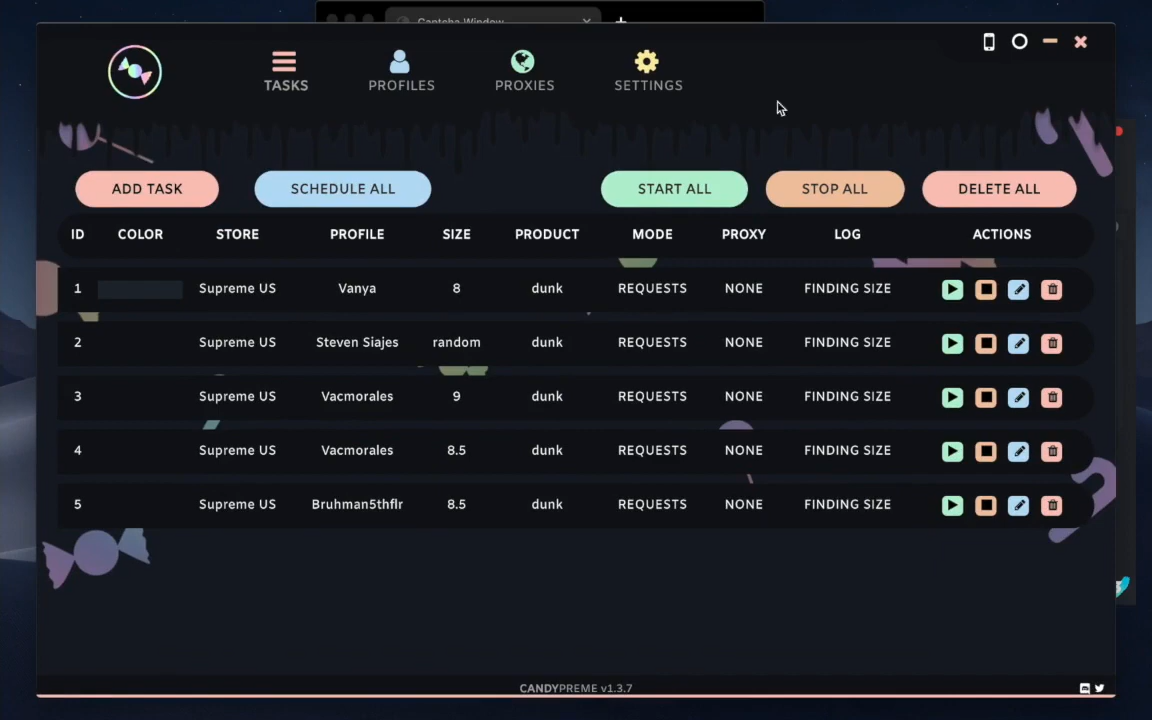 Captcha Window
TASKS
PROFILES
PROXIES
SETTINGS
ADD TASK
SCHEDULE ALL
START ALL
STOP ALL
DELETE ALL
ID COLOR STORE PROFILE SIZE PRODUCT MODE PROXY LOG ACTIONS
1 Supreme US Vanya 8 dunk REQUESTS NONE FINDING SIZE
2 Supreme US Steven Siajes random dunk REQUESTS NONE FINDING SIZE
3 Supreme US Vacmorales 9 dunk REQUESTS NONE FINDING SIZE
4 Supreme US Vacmorales 8.5 dunk REQUESTS NONE FINDING SIZE
5 Supreme US Bruhman5thflr 8.5 dunk REQUESTS NONE FINDING SIZE
CANDYPREME v1.3.7